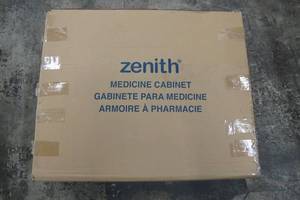 zenith®
MEDICINE CABINET
GABINETE PARA MEDICINE
ARMOIRE À PHARMACIE